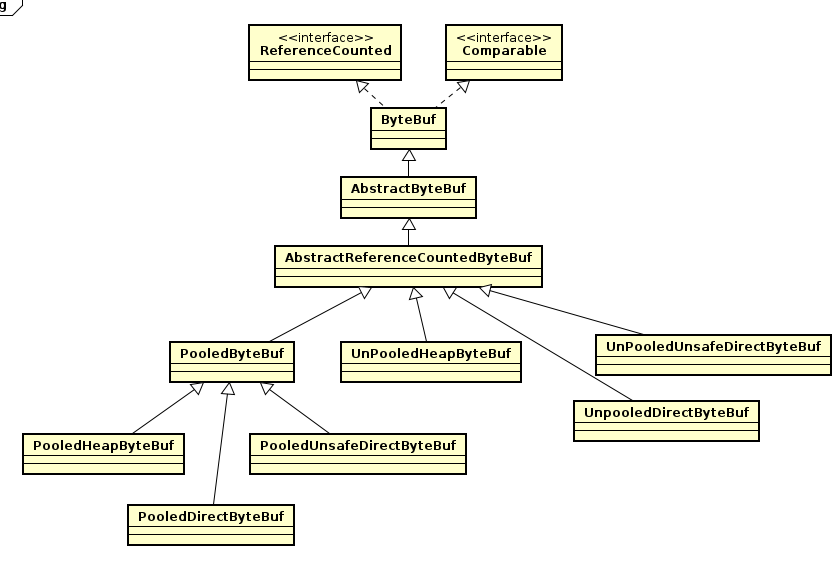 g
<<interface>>
ReferenceCounted
<<interface>>
Comparable
ByteBuf
AbstractByteBuf
AbstractReferenceCountedByteBuf
PooledByteBuf
UnPooledHeapByteBuf
UnPooledUnsafeDirectByteBuf
UnpooledDirectByteBuf
PooledHeapByteBuf
PooledUnsafeDirectByteBuf
PooledDirectByteBuf